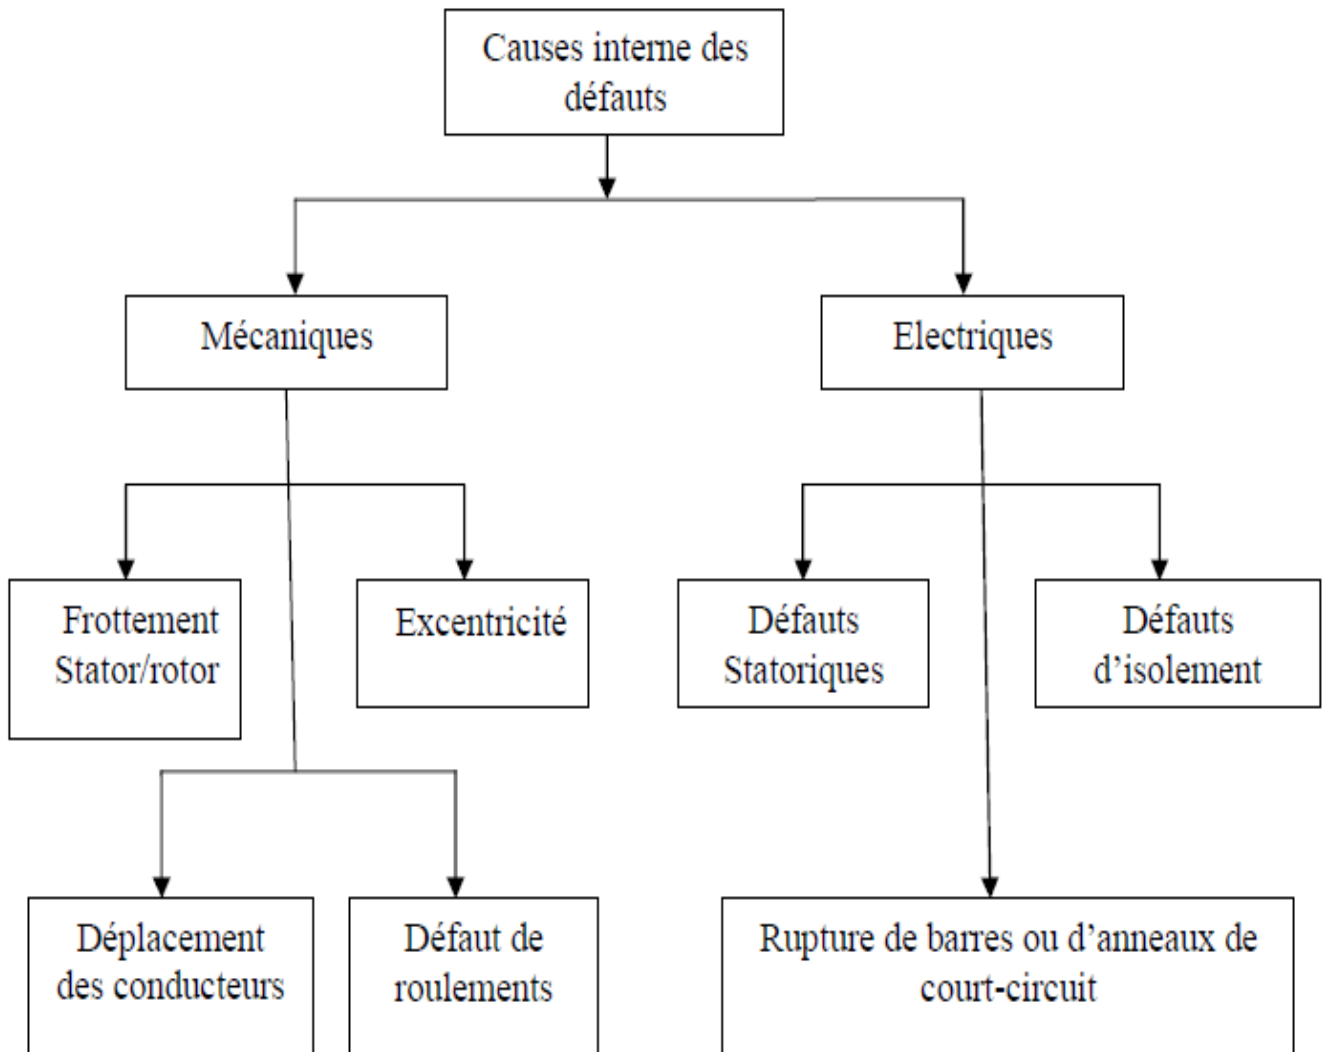 Causes interne des
défauts
Mécaniques
Electriques
Frottement
Stator/rotor
Excentricité
Défauts
Statoriques
Défauts
d’isolement
Déplacement
des conducteurs
Défaut de
roulements
Rupture de barres ou d’anneaux de
court-circuit